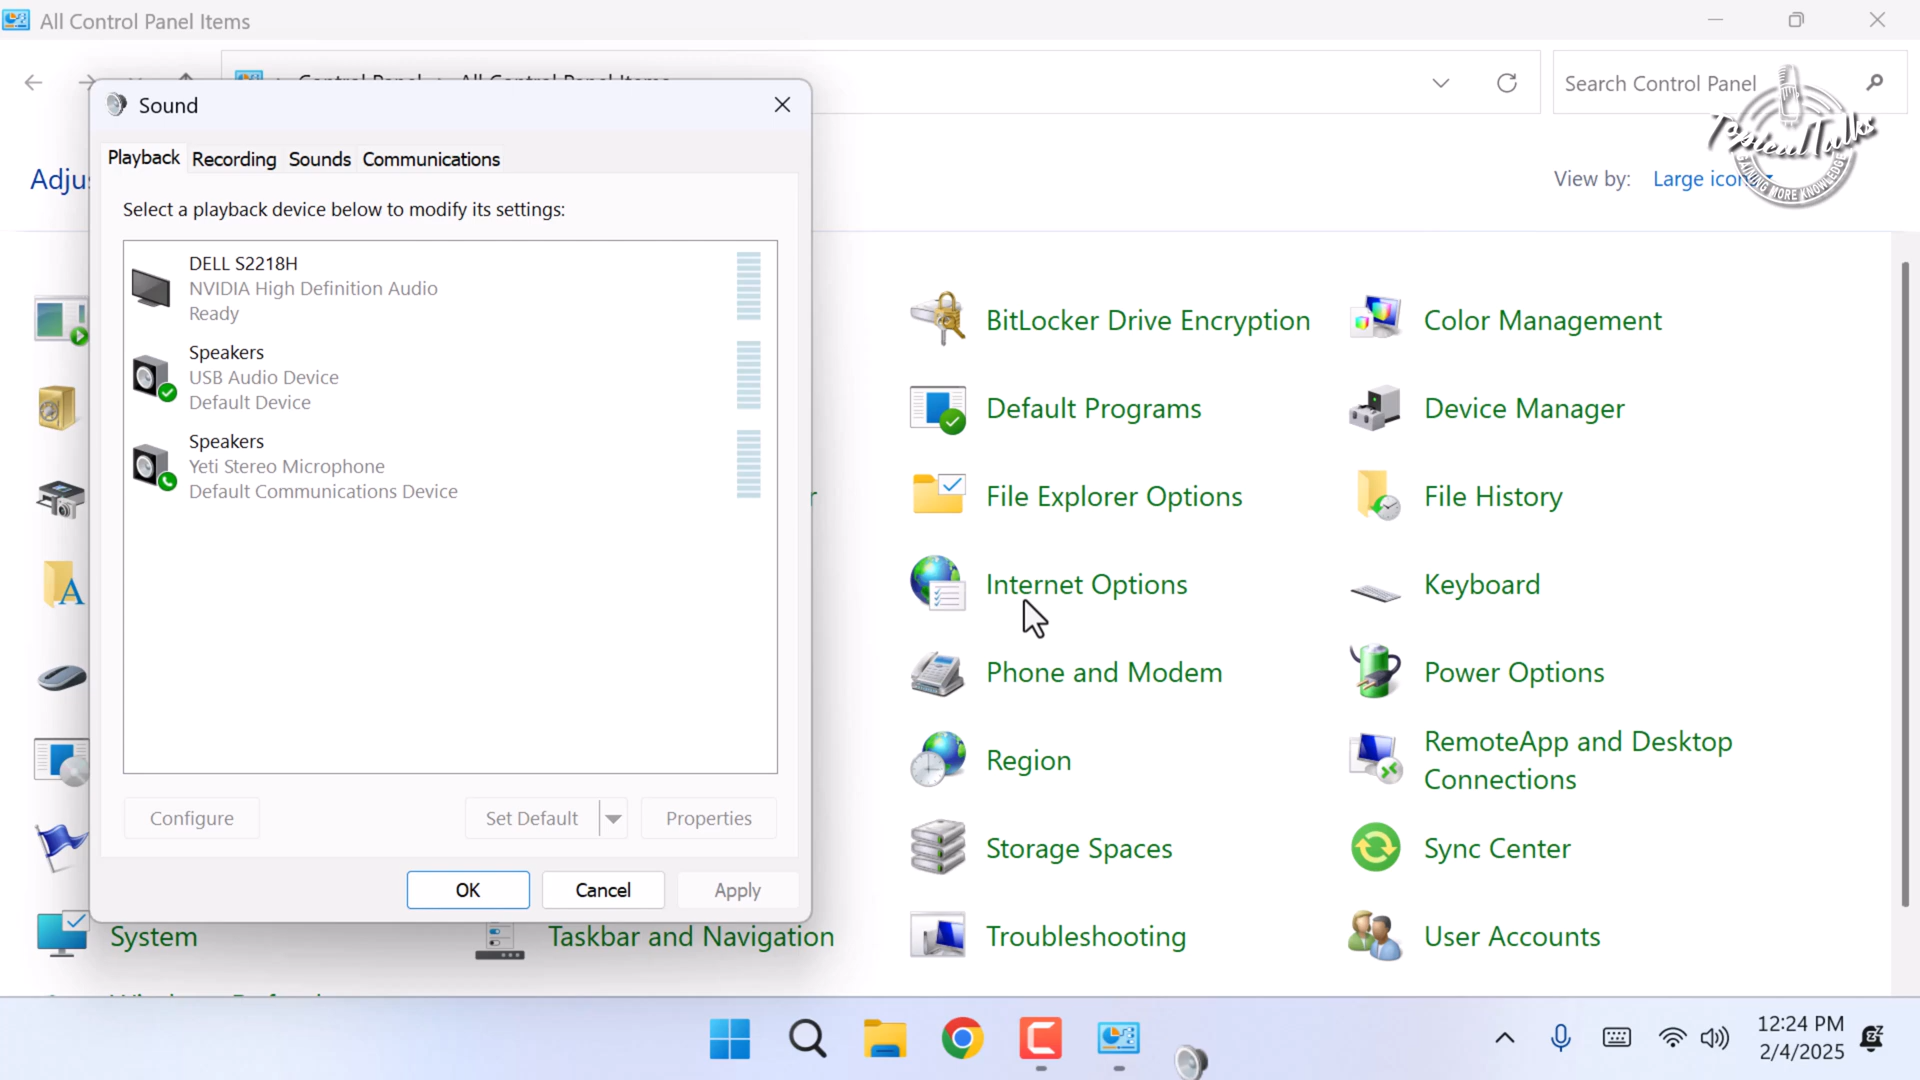 All Control Panel Items
Search Control Panel
Sound
Playback
Recording
Sounds
Communications
Select a playback device below to modify its settings:
DELL S2218H
NVIDIA High Definition Audio
Ready
Speakers
USB Audio Device
Default Device
Speakers
Yeti Stereo Microphone
Default Communications Device
Configure
Set Default
Properties
OK
Cancel
Apply
View by:
GAINING MORE KNOWLEDGE
BitLocker Drive Encryption
Color Management
Default Programs
Device Manager
File Explorer Options
File History
Internet Options
Keyboard
Phone and Modem
Power Options
Region
RemoteApp and Desktop
Connections
Storage Spaces
Sync Center
System
Taskbar and Navigation
Troubleshooting
User Accounts
12:24 PM
2/4/2025